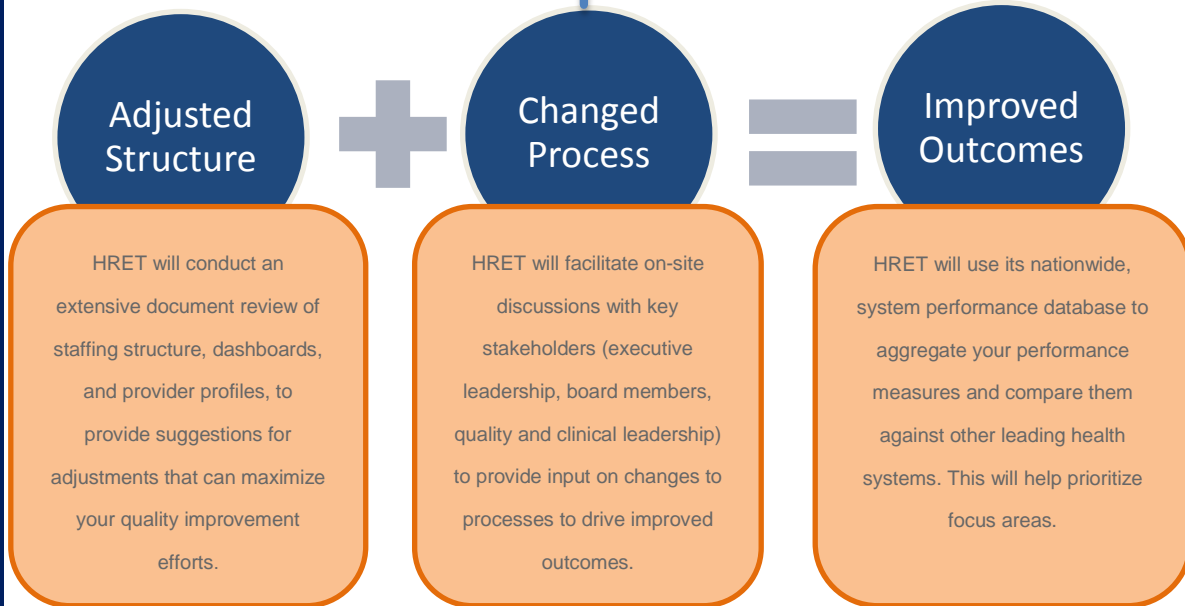 Adjusted
Structure
Changed
Process
Improved
Outcomes
HRET will conduct an
extensive document review of
staffing structure, dashboards,
and provider profiles, to
provide suggestions for
adjustments that can maximize
your quality improvement
efforts.
HRET will facilitate on-site
discussions with key
stakeholders (executive
leadership, board members,
quality and clinical leadership)
to provide input on changes to
processes to drive improved
outcomes.
HRET will use its nationwide,
system performance database to
aggregate your performance
measures and compare them
against other leading health
systems. This will help prioritize
focus areas.